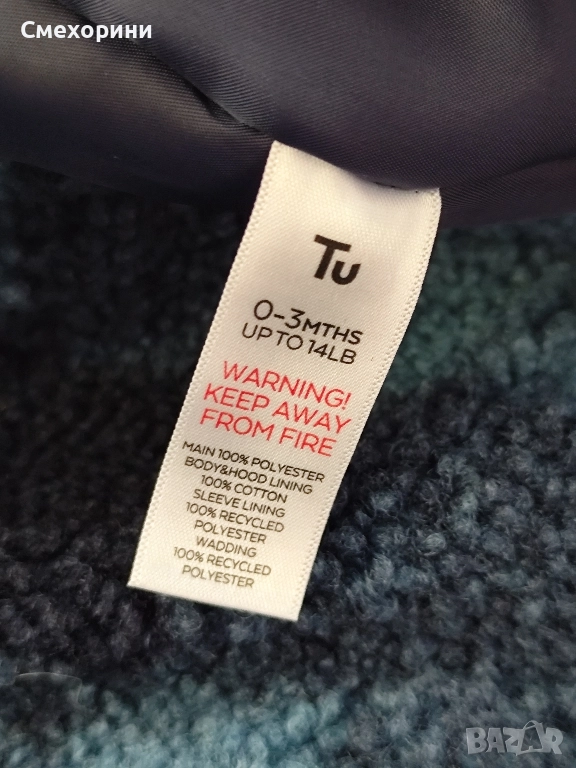 Смехорини
Tu
0-3MTHS
UP TO 14LB
WARNING!
KEEP AWAY
FROM FIRE
MAIN 100% POLYESTER
BODY&HOOD LINING
100% COTTON
SLEEVE LINING
100% RECYCLED
POLYESTER
WADDING
100% RECYCLED
POLYESTER
BAZAR